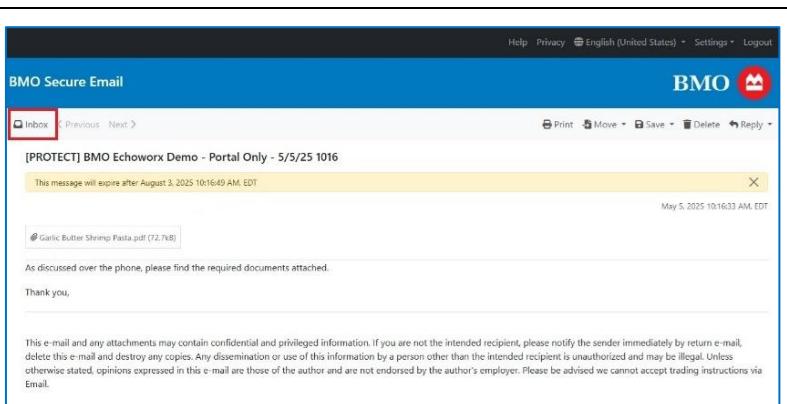 Help Privacy English (United States) Settings Logout
BMO Secure Email BMO
Inbox Previous Next Print Move Save Delete Reply
[PROTECT] BMO Echoworx Demo - Portal Only - 5/5/25 1016
This message will expire after August 3, 2025 10:16:49 AM, EDT
May 5, 2025 10:16:33 AM, EDT
Garlic Butter Shrimp Pasta.pdf (72.7kB)
As discussed over the phone, please find the required documents attached.
Thank you,
This e-mail and any attachments may contain confidential and privileged information. If you are not the intended recipient, please notify the sender immediately by return e-mail,
delete this e-mail and destroy any copies. Any dissemination or use of this information by a person other than the intended recipient is unauthorized and may be illegal. Unless
otherwise stated, opinions expressed in this e-mail are those of the author and are not endorsed by the author's employer. Please be advised we cannot accept trading instructions via
Email.